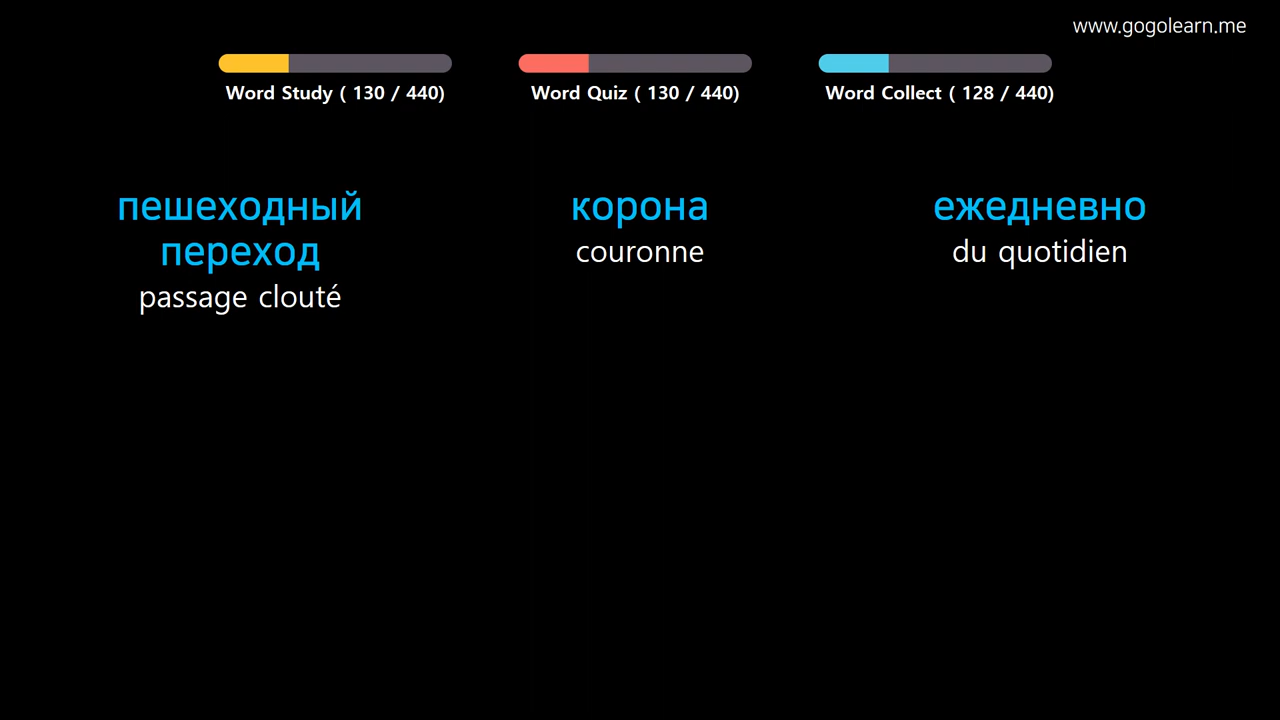 www.gogolearn.me
Word Study ( 130 / 440)
Word Quiz ( 130 / 440)
Word Collect ( 128 / 440)
пешеходный
переход
passage clouté
корона
couronne
ежедневно
du quotidien